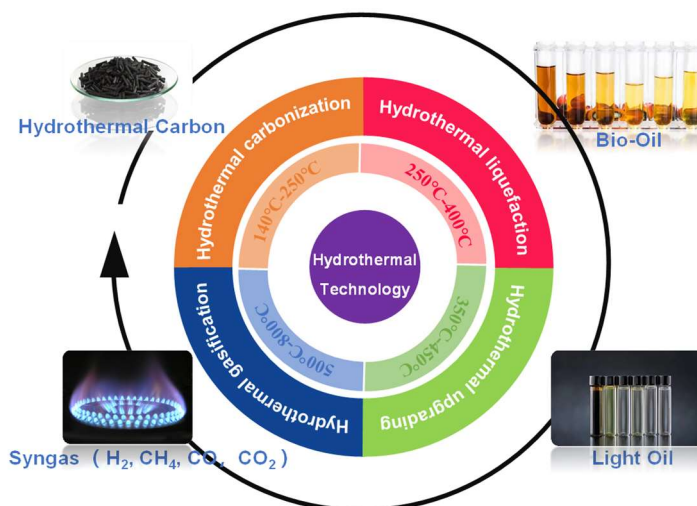 Hydrothermal Carbon
Bio-Oil
Hydrothermal carbonization
Hydrothermal liquefaction
140℃-250℃
250℃-400℃
Hydrothermal
Technology
Hydrothermal gasification
Hydrothermal upgrading
500℃-800℃
350℃-450℃
Syngas（H₂, CH₄, CO，CO₂）
Light Oil